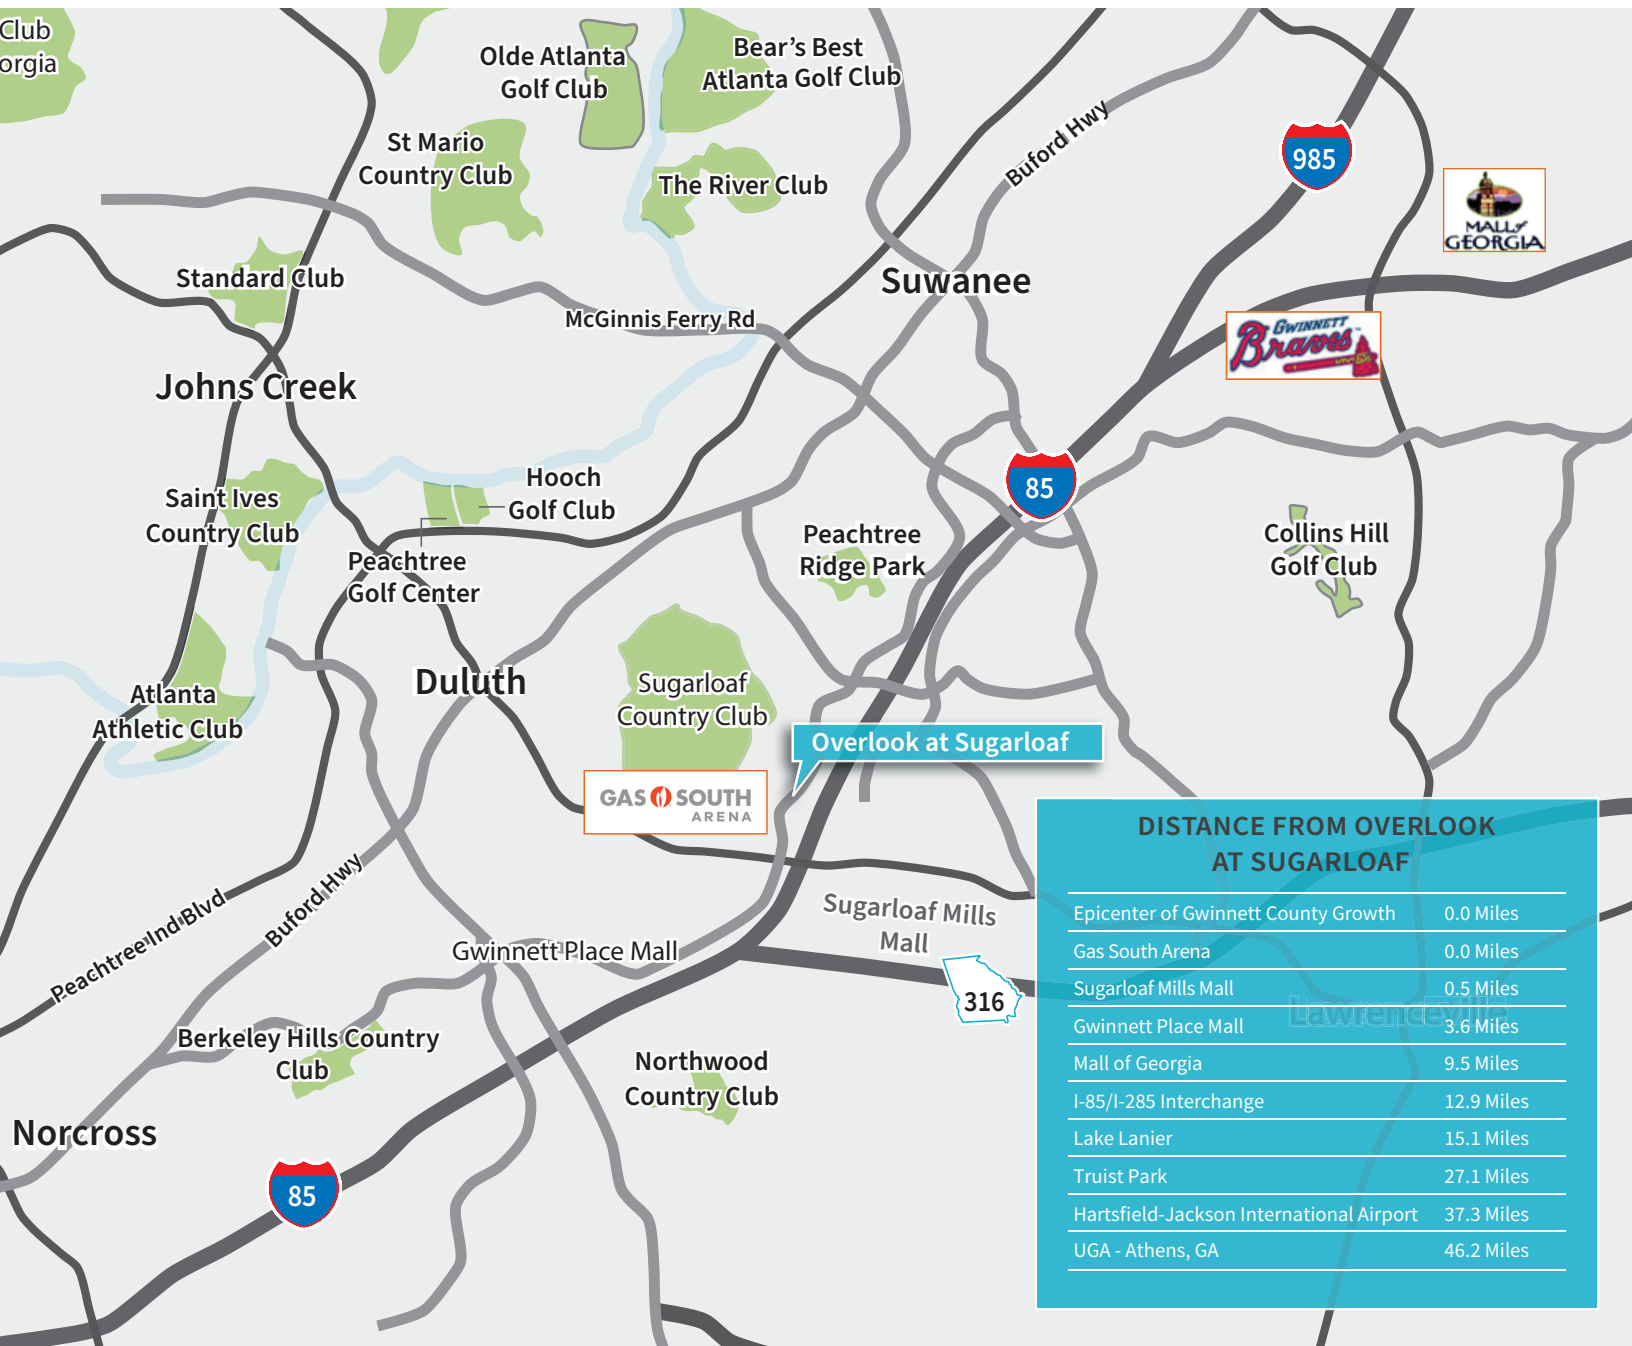 Club
orgia
Olde Atlanta
Golf Club
Bear's Best
Atlanta Golf Club
St Mario
Country Club
The River Club
Buford Hwy
985
MALL of
GEORGIA
Standard Club
Suwanee
McGinnis Ferry Rd
GWINNETT
Braves
Johns Creek
Hooch
Golf Club
85
Saint Ives
Country Club
Peachtree
Golf Center
Peachtree
Ridge Park
Collins Hill
Golf Club
Duluth
Sugarloaf
Country Club
Atlanta
Athletic Club
Overlook at Sugarloaf
GAS SOUTH
ARENA
Peachtree Ind Blvd
Buford Hwy
Sugarloaf Mills
Mall
Gwinnett Place Mall
316
Berkeley Hills Country
Club
Northwood
Country Club
Norcross
85
DISTANCE FROM OVERLOOK
AT SUGARLOAF
Epicenter of Gwinnett County Growth 0.0 Miles
Gas South Arena 0.0 Miles
Sugarloaf Mills Mall 0.5 Miles
Lawrenceville
Gwinnett Place Mall 3.6 Miles
Mall of Georgia 9.5 Miles
I-85/I-285 Interchange 12.9 Miles
Lake Lanier 15.1 Miles
Truist Park 27.1 Miles
Hartsfield-Jackson International Airport 37.3 Miles
UGA - Athens, GA 46.2 Miles